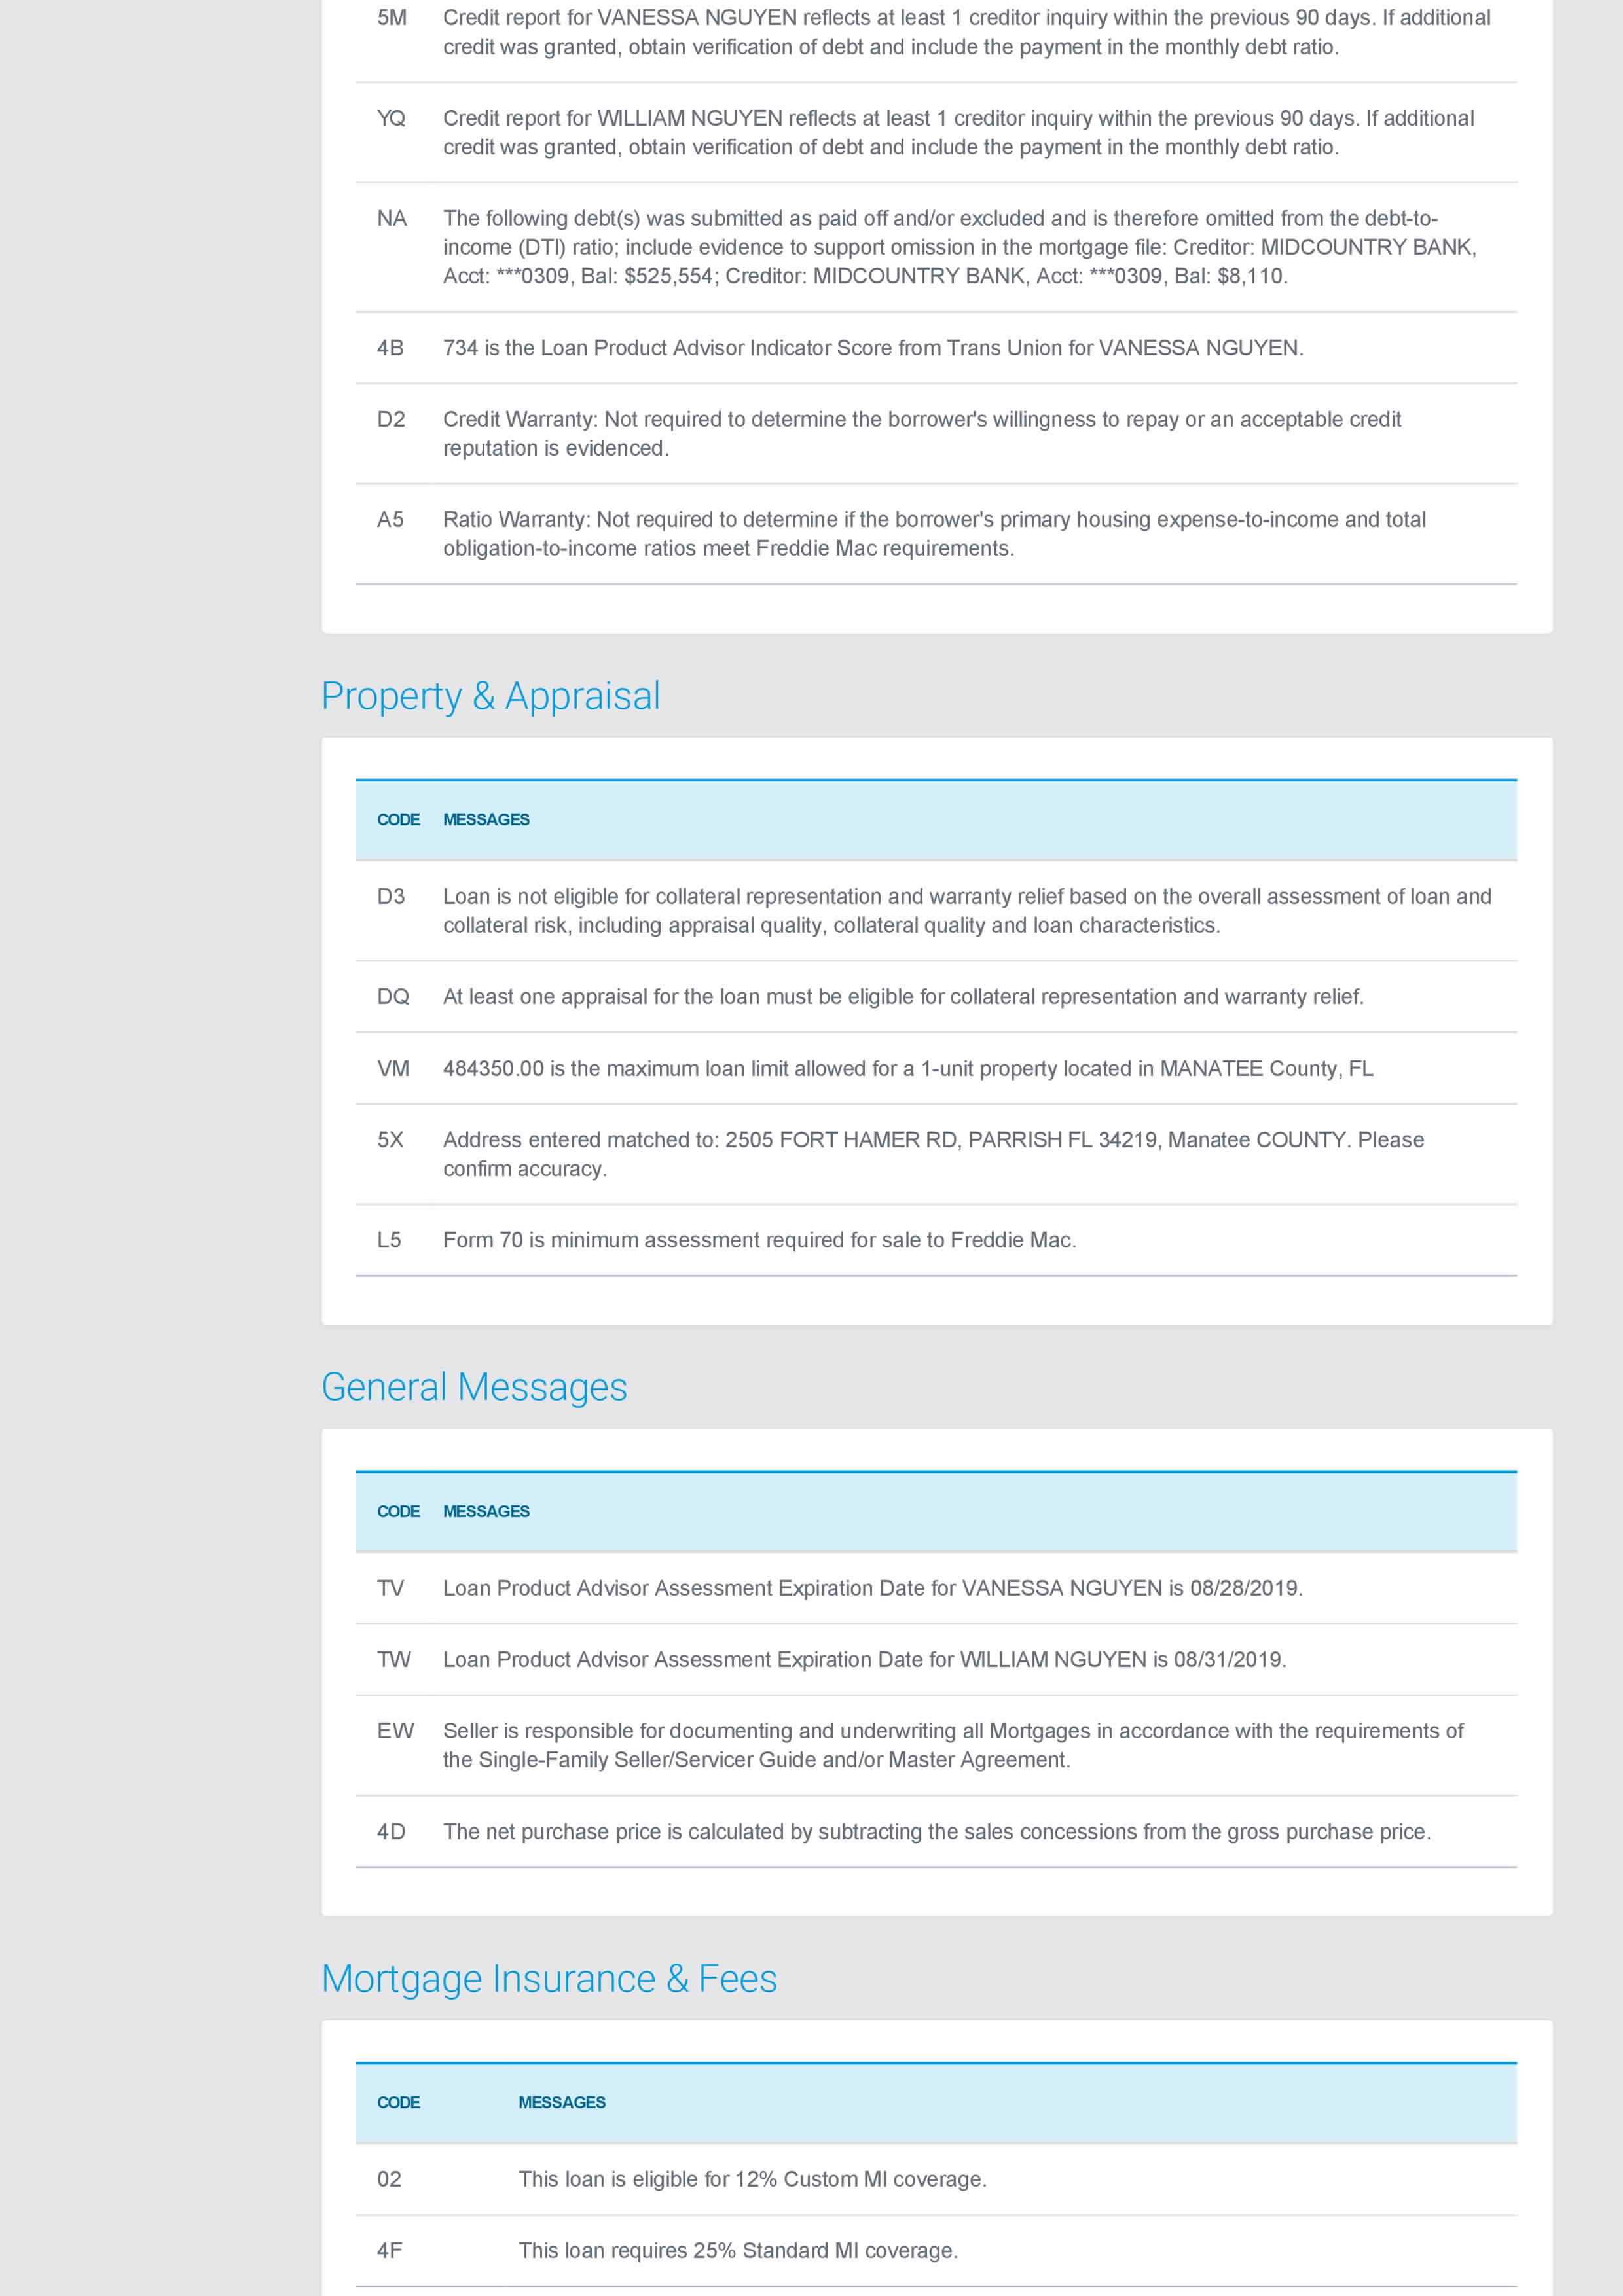 5M Credit report for VANESSA NGUYEN reflects at least 1 creditor inquiry within the previous 90 days. If additional
credit was granted, obtain verification of debt and include the payment in the monthly debt ratio.
YQ Credit report for WILLIAM NGUYEN reflects at least 1 creditor inquiry within the previous 90 days. If additional
credit was granted, obtain verification of debt and include the payment in the monthly debt ratio.
NA The following debt(s) was submitted as paid off and/or excluded and is therefore omitted from the debt-to-
income (DTI) ratio; include evidence to support omission in the mortgage file: Creditor: MIDCOUNTRY BANK,
Acct: ***0309, Bal: $525,554; Creditor: MIDCOUNTRY BANK, Acct: ***0309, Bal: $8,110.
4B 734 is the Loan Product Advisor Indicator Score from Trans Union for VANESSA NGUYEN.
D2 Credit Warranty: Not required to determine the borrower's willingness to repay or an acceptable credit
reputation is evidenced.
A5 Ratio Warranty: Not required to determine if the borrower's primary housing expense-to-income and total
obligation-to-income ratios meet Freddie Mac requirements.
Property & Appraisal
CODE MESSAGES
D3 Loan is not eligible for collateral representation and warranty relief based on the overall assessment of loan and
collateral risk, including appraisal quality, collateral quality and loan characteristics.
DQ At least one appraisal for the loan must be eligible for collateral representation and warranty relief.
VM 484350.00 is the maximum loan limit allowed for a 1-unit property located in MANATEE County, FL
5X Address entered matched to: 2505 FORT HAMER RD, PARRISH FL 34219, Manatee COUNTY. Please
confirm accuracy.
L5 Form 70 is minimum assessment required for sale to Freddie Mac.
General Messages
CODE MESSAGES
TV Loan Product Advisor Assessment Expiration Date for VANESSA NGUYEN is 08/28/2019.
TW Loan Product Advisor Assessment Expiration Date for WILLIAM NGUYEN is 08/31/2019.
EW Seller is responsible for documenting and underwriting all Mortgages in accordance with the requirements of
the Single-Family Seller/Servicer Guide and/or Master Agreement.
4D The net purchase price is calculated by subtracting the sales concessions from the gross purchase price.
Mortgage Insurance & Fees
CODE MESSAGES
02 This loan is eligible for 12% Custom MI coverage.
4F This loan requires 25% Standard MI coverage.